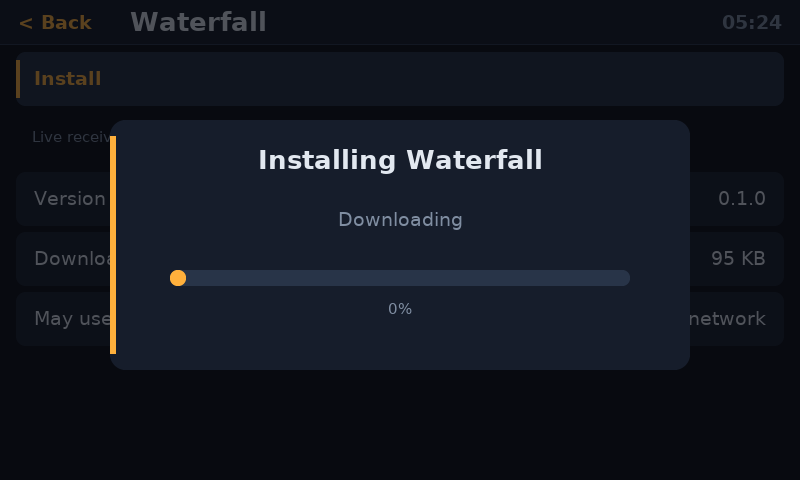 < Back Waterfall 05:24
Install
Live receiv
Installing Waterfall
Version 0.1.0
Downloading
Downloa 95 KB
0%
May use network